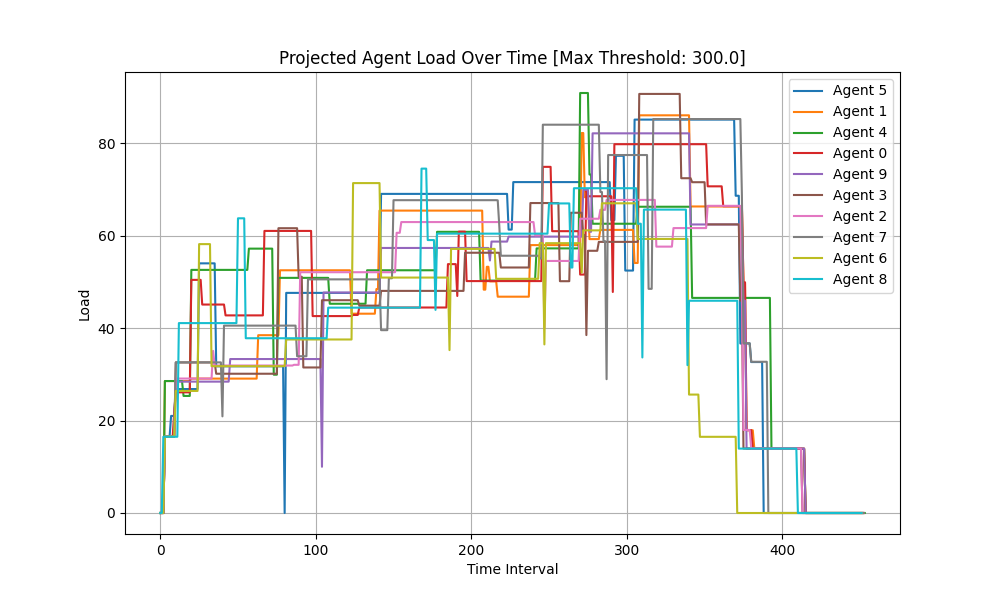 Projected Agent Load Over Time [Max Threshold: 300.0]
Load
80
60
40
20
0
0 100 200 300 400
Time Interval
Agent 5
Agent 1
Agent 4
Agent 0
Agent 9
Agent 3
Agent 2
Agent 7
Agent 6
Agent 8